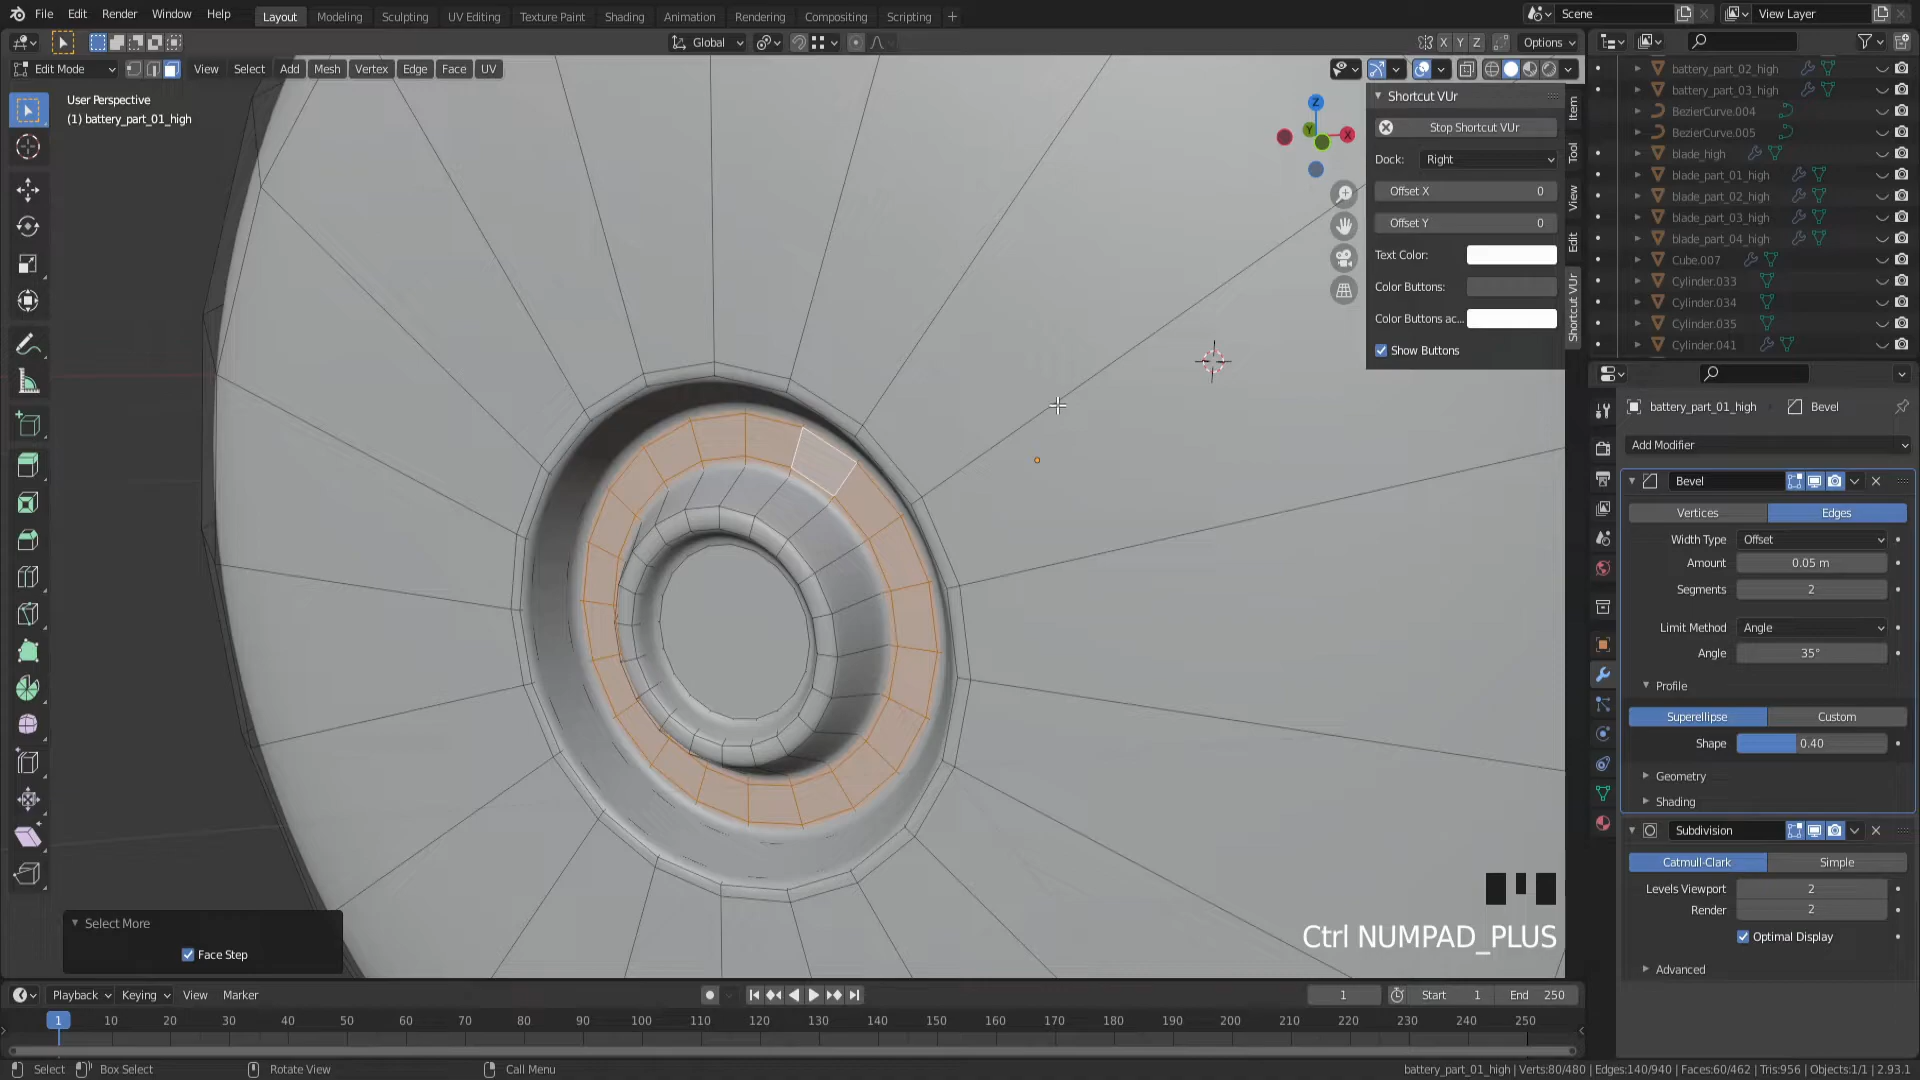 File Edit Render Window Help Layout Modeling Sculpting UV Editing Texture Paint Shading Animation Rendering Compositing Scripting + Scene View Layer
Global X Y Z Options
Edit Mode View Select Add Mesh Vertex Edge Face UV
User Perspective
(1) battery_part_01_high
Z
Y
X
Shortcut VUr
Stop Shortcut VUr
Dock: Right
Offset X 0
Offset Y 0
Text Color:
Color Buttons:
Color Buttons ac...
Show Buttons
Item
Tool
View
Edit
Shortcut VUr
battery_part_02_high
battery_part_03_high
BezierCurve.004
BezierCurve.005
blade_high
blade_part_01_high
blade_part_02_high
blade_part_03_high
blade_part_04_high
Cube.007
Cylinder.033
Cylinder.034
Cylinder.035
Cylinder.041
battery_part_01_high Bevel
Add Modifier
Bevel
Vertices Edges
Width Type Offset
Amount 0.05 m
Segments 2
Limit Method Angle
Angle 35°
Profile
Superellipse Custom
Shape 0.40
Geometry
Shading
Subdivision
Catmull-Clark Simple
Levels Viewport 2
Render 2
Optimal Display
Advanced
Select More
Face Step
Ctrl NUMPAD_PLUS
Playback Keying View Marker 1 Start 1 End 250
1 10 20 30 40 50 60 70 80 90 100 110 120 130 140 150 160 170 180 190 200 210 220 230 240 250
Select Box Select Rotate View Call Menu battery_part_01_high | Verts:80/480 | Edges:140/940 | Faces:60/462 | Tris:956 | Objects:1/1 | 2.93.1